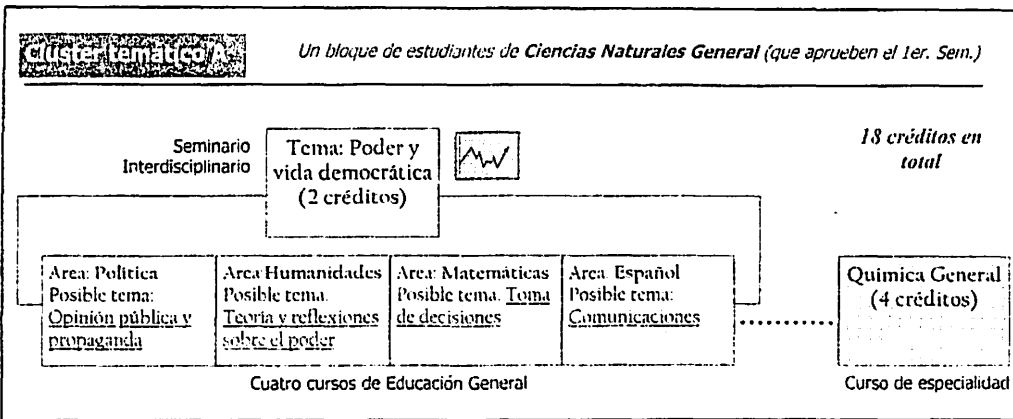 Cluster temático A
Un bloque de estudiantes de Ciencias Naturales General (que aprueben el 1er. Sem.)
Seminario
Interdisciplinario
Tema: Poder y
vida democrática
(2 créditos)
18 créditos en
total
Area: Política
Posible tema:
Opinión pública y
propaganda
Area: Humanidades
Posible tema.
Teoría y reflexiones
sobre el poder
Area: Matemáticas
Posible tema. Toma
de decisiones
Area. Español
Posible tema:
Comunicaciones
Química General
(4 créditos)
Cuatro cursos de Educación General
Curso de especialidad